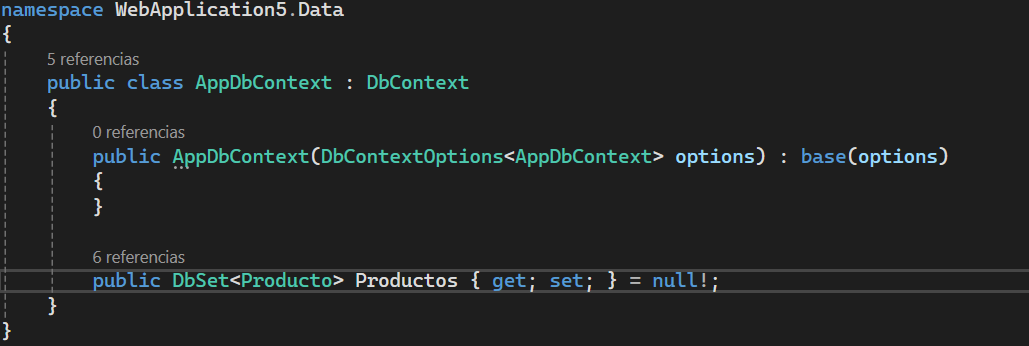 namespace WebApplication5.Data
{
5 referencias
public class AppDbContext : DbContext
{
0 referencias
public AppDbContext(DbContextOptions<AppDbContext> options) : base(options)
{
}
6 referencias
public DbSet<Producto> Productos { get; set; } = null!;
}
}